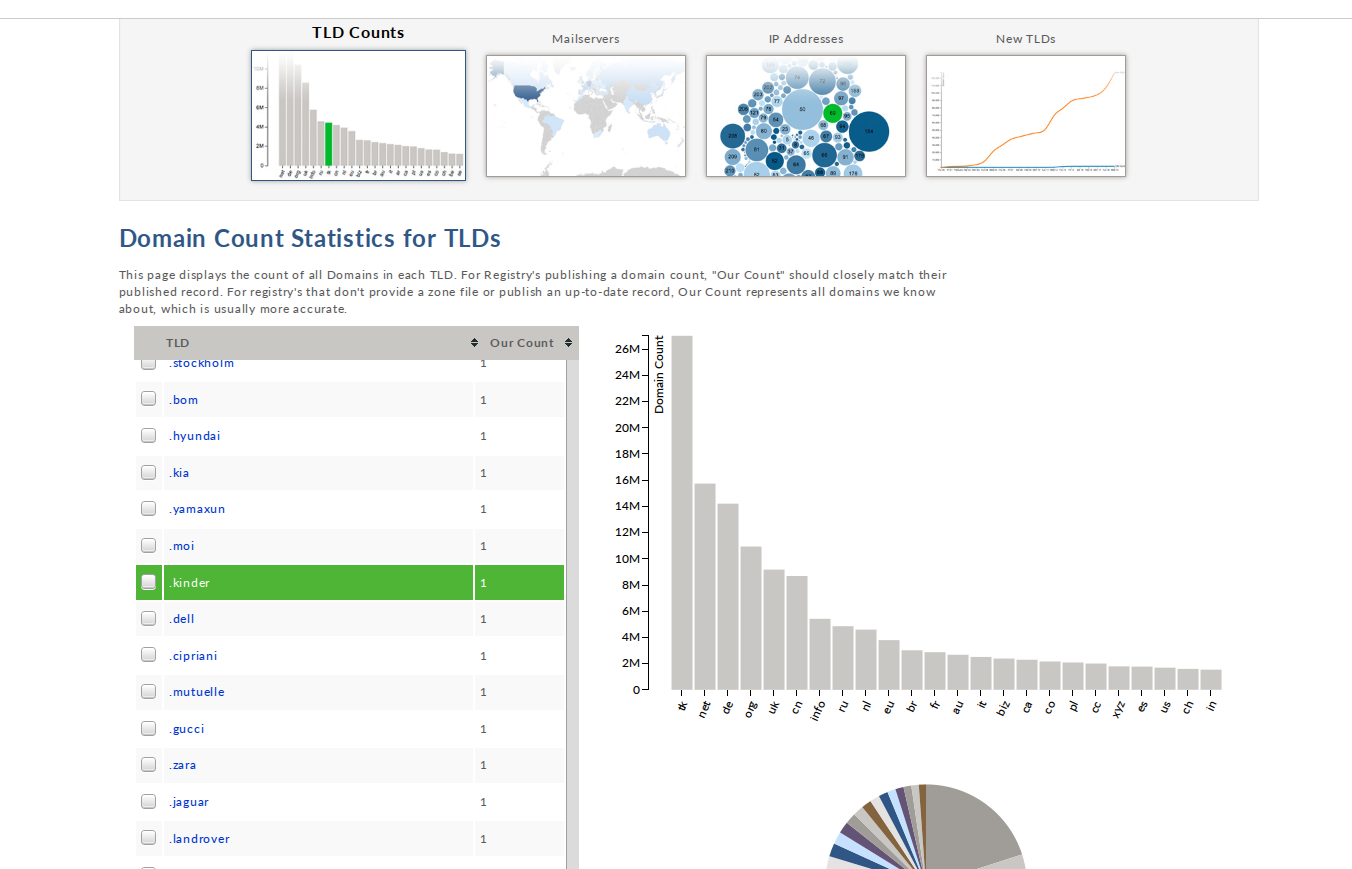 TLD Counts
Mailservers
IP Addresses
New TLDs
8M
6M
4M
2M
0
Domain Count Statistics for TLDs
This page displays the count of all Domains in each TLD. For Registry's publishing a domain count, "Our Count" should closely match their
published record. For registry's that don't provide a zone file or publish an up-to-date record, Our Count represents all domains we know
about, which is usually more accurate.
TLD Our Count
.stockholm 1
.bom 1
.hyundai 1
.kia 1
.yamaxun 1
.moi 1
.kinder 1
.dell 1
.cipriani 1
.mutuelle 1
.gucci 1
.zara 1
.jaguar 1
.landrover 1
Domain Count
26M
24M
22M
20M
18M
16M
14M
12M
10M
8M
6M
4M
2M
0
tk net de org uk cn info ru nl eu br fr au it biz ca co pl cc xyz es us ch in